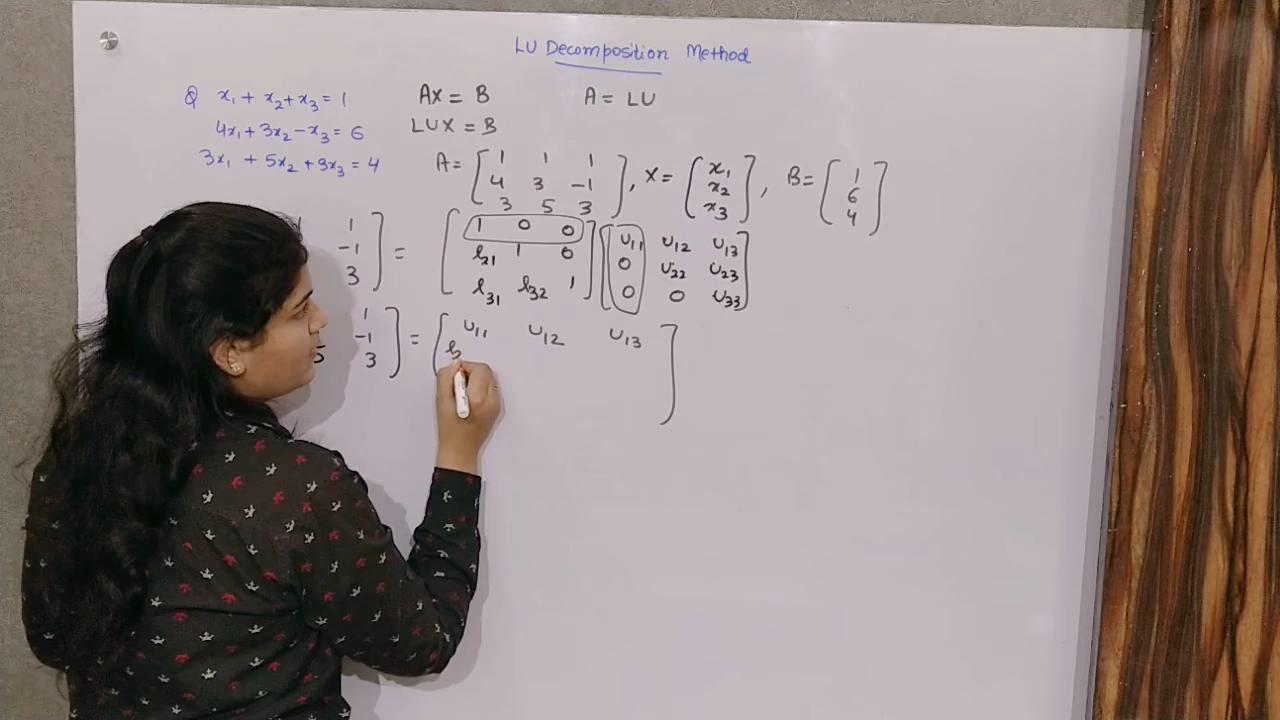 LU Decomposition Method
Q x₁ + x₂ + x₃ = 1 AX = B A = LU
4x₁ + 3x₂ − x₃ = 6 LUX = B
3x₁ + 5x₂ + 3x₃ = 4
A = [1 1 1 , X = [x₁ , B = [1
4 3 −1 x₂ 6
3 5 3] x₃] 4]
1] = [1 0 0] [U₁₁ U₁₂ U₁₃]
−1 l₂₁ 1 0 0 U₂₂ U₂₃
3 l₃₁ l₃₂ 1 0 0 U₃₃
1] = [U₁₁ U₁₂ U₁₃]
−1 l₂
5 3